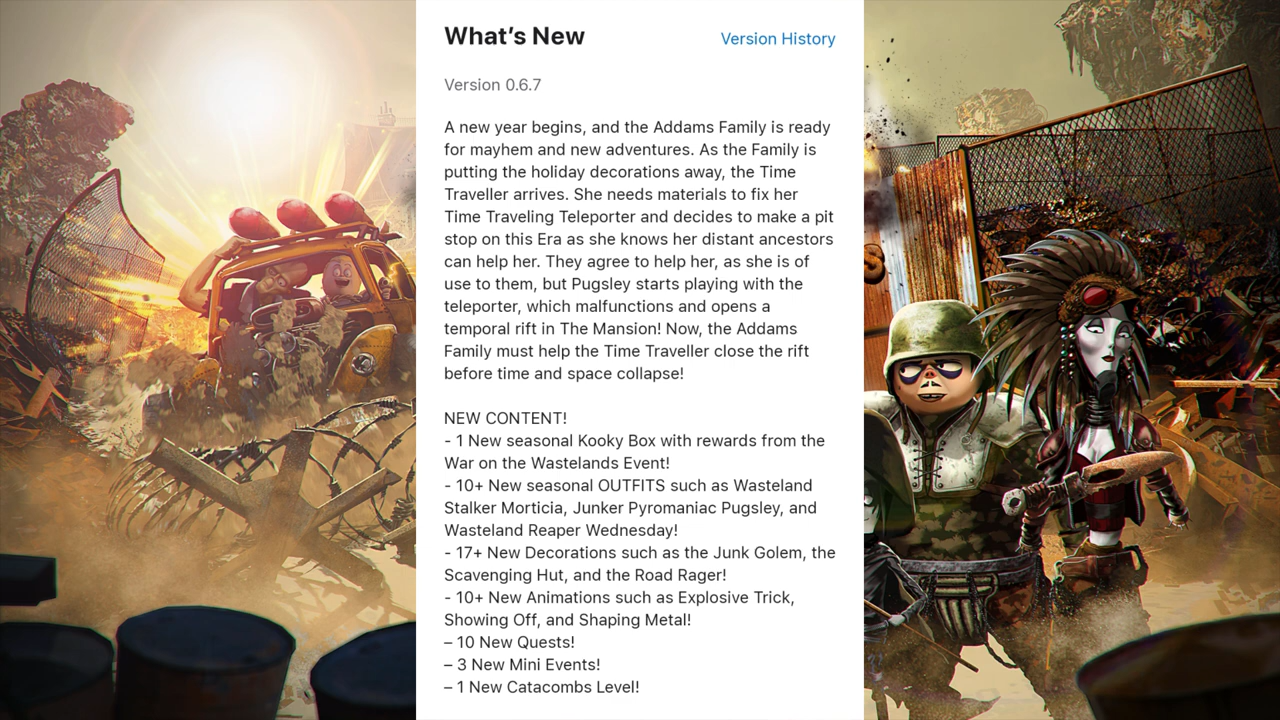 What's New
Version History
Version 0.6.7
A new year begins, and the Addams Family is ready
for mayhem and new adventures. As the Family is
putting the holiday decorations away, the Time
Traveller arrives. She needs materials to fix her
Time Traveling Teleporter and decides to make a pit
stop on this Era as she knows her distant ancestors
can help her. They agree to help her, as she is of
use to them, but Pugsley starts playing with the
teleporter, which malfunctions and opens a
temporal rift in The Mansion! Now, the Addams
Family must help the Time Traveller close the rift
before time and space collapse!
NEW CONTENT!
- 1 New seasonal Kooky Box with rewards from the
War on the Wastelands Event!
- 10+ New seasonal OUTFITS such as Wasteland
Stalker Morticia, Junker Pyromaniac Pugsley, and
Wasteland Reaper Wednesday!
- 17+ New Decorations such as the Junk Golem, the
Scavenging Hut, and the Road Rager!
- 10+ New Animations such as Explosive Trick,
Showing Off, and Shaping Metal!
– 10 New Quests!
– 3 New Mini Events!
– 1 New Catacombs Level!